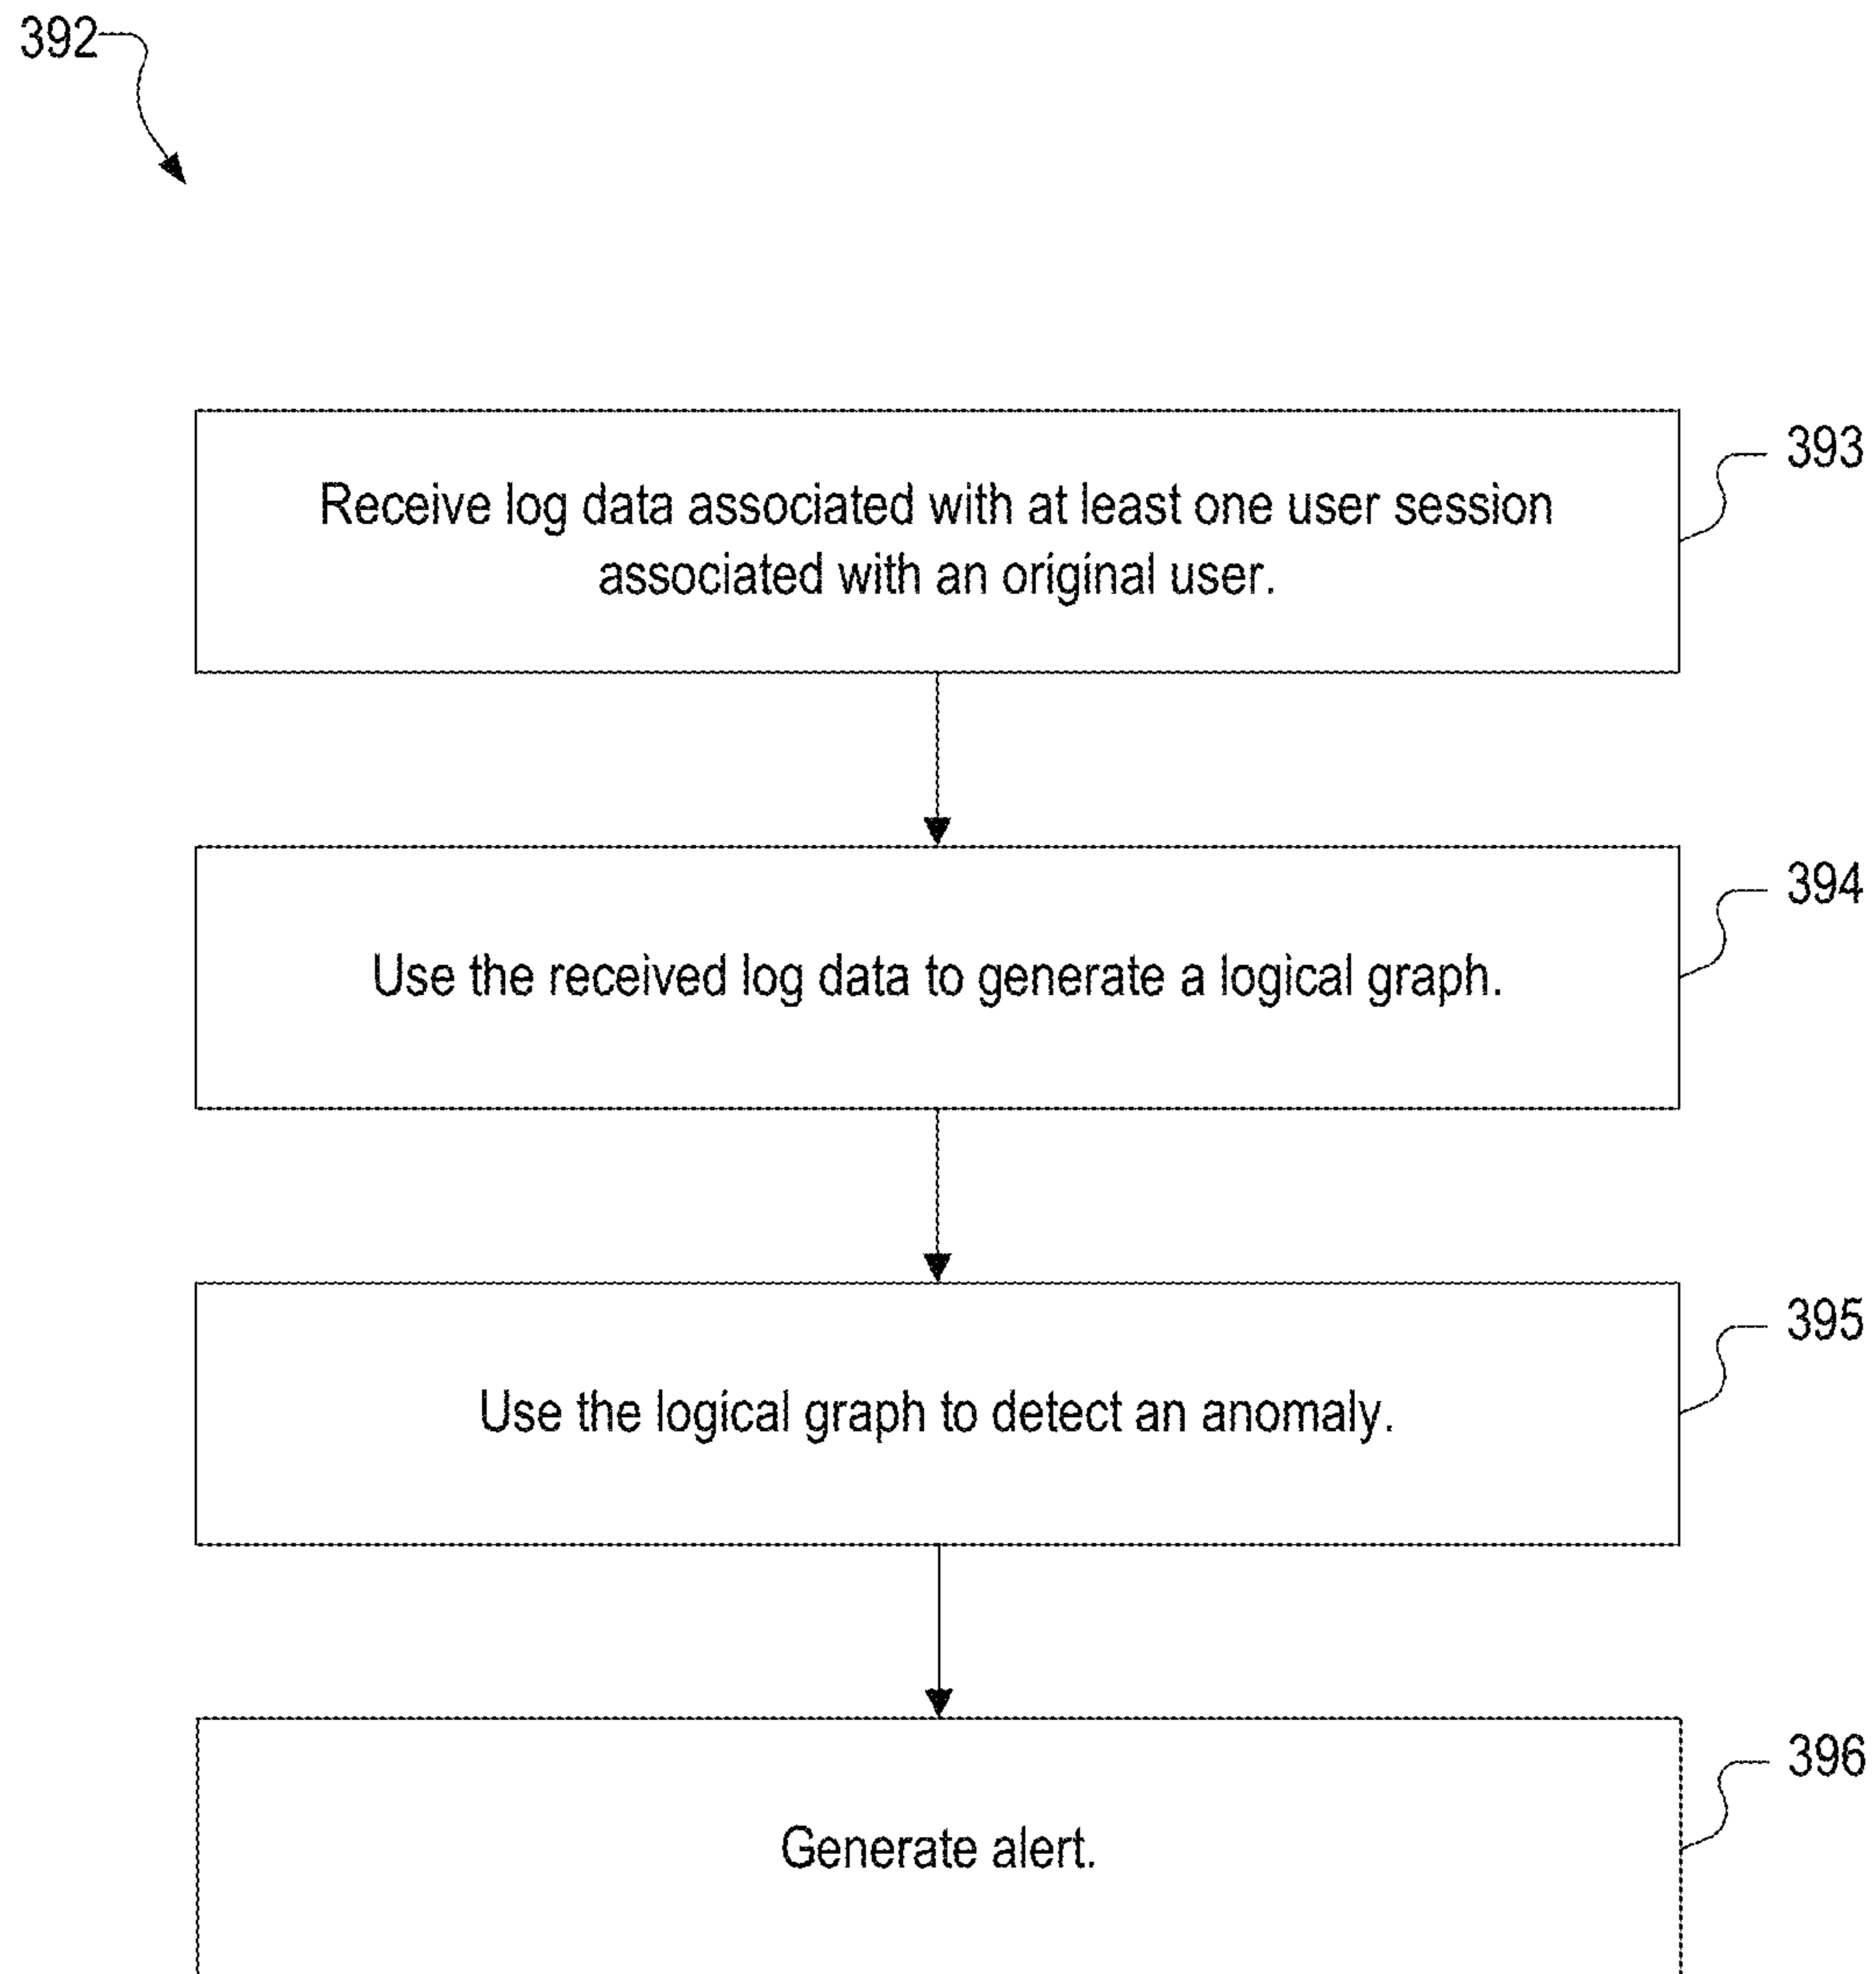 392
393
Receive log data associated with at least one user session
associated with an original user.
394
Use the received log data to generate a logical graph.
395
Use the logical graph to detect an anomaly.
396
Generate alert.